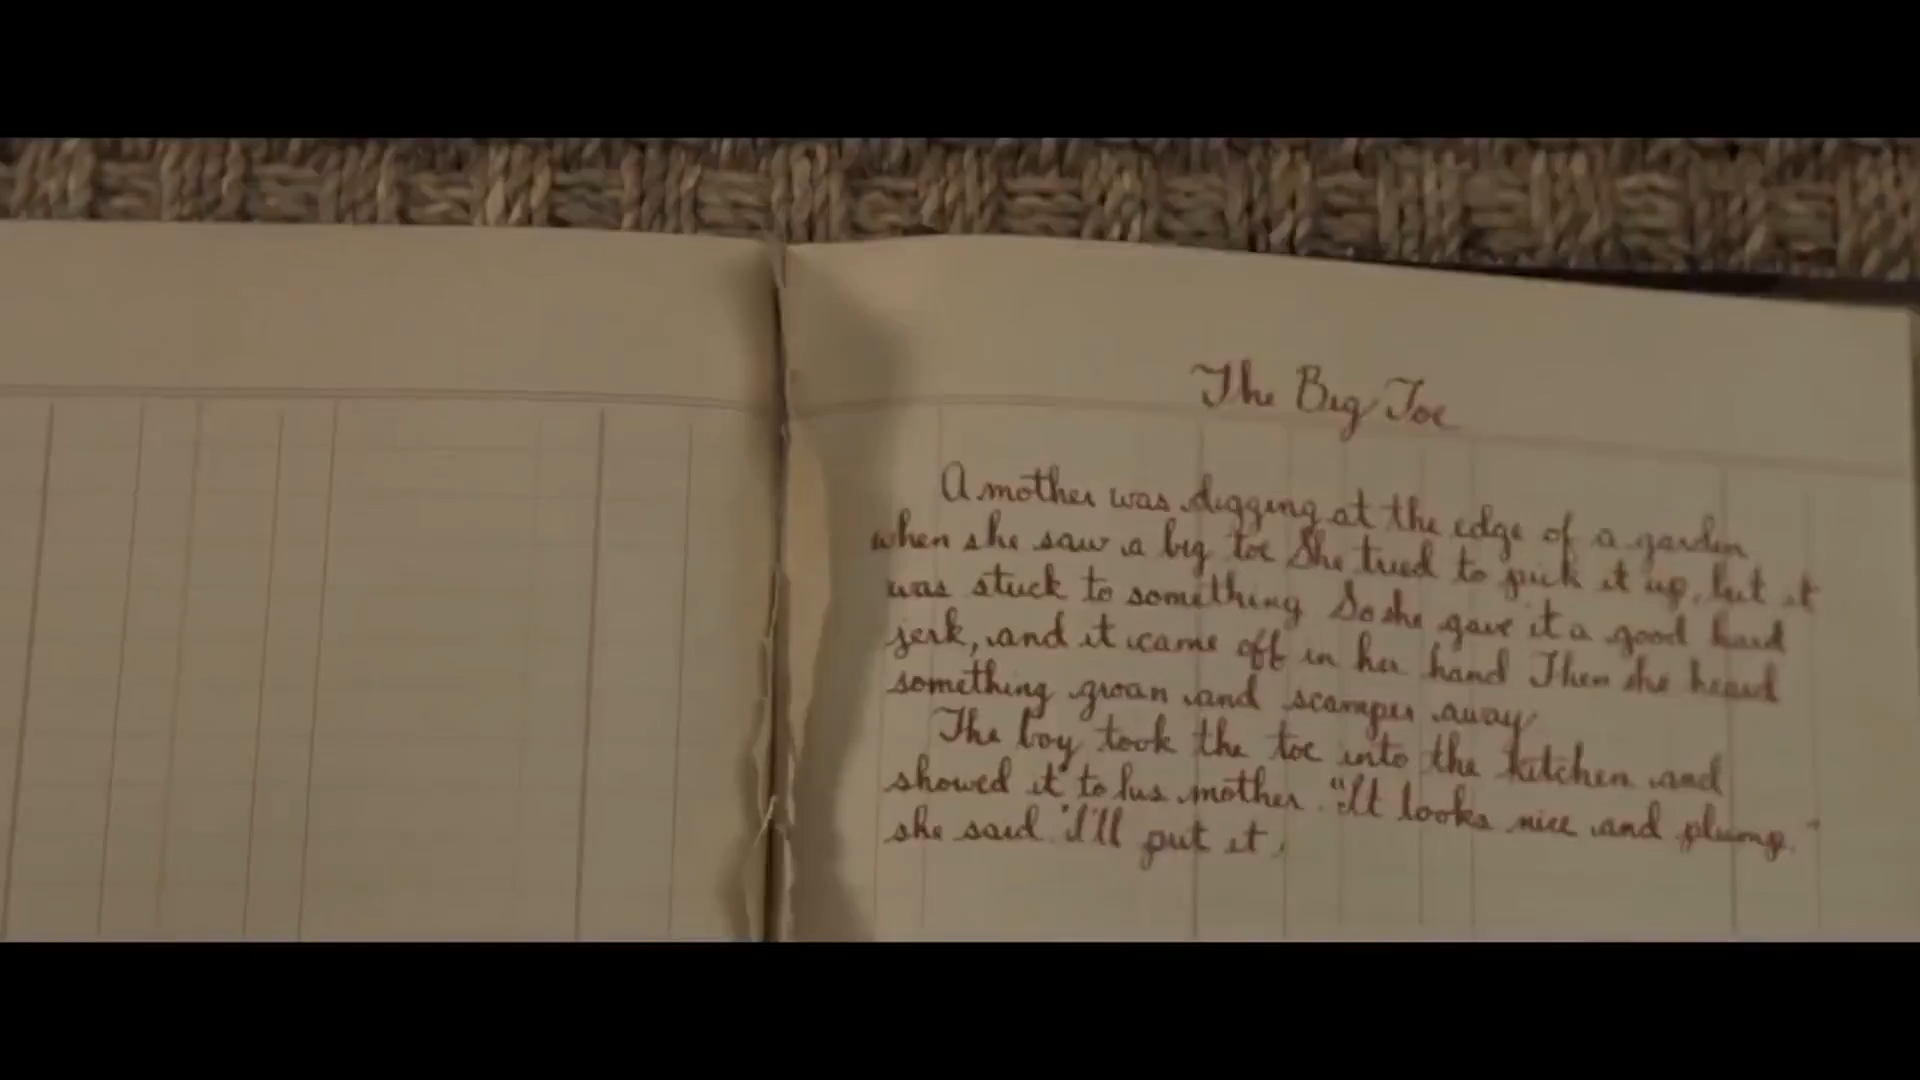 The Big Toe
A mother was digging at the edge of a garden
when she saw a big toe She tried to pick it up, but it
was stuck to something So she gave it a good hard
jerk, and it came off in her hand Then she heard
something groan and scamper away
The boy took the toe into the kitchen and
showed it to his mother. "It looks nice and plump."
she said. "I'll put it